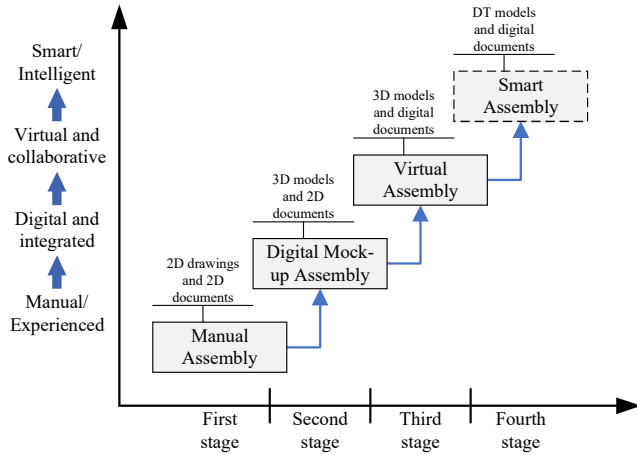 DT models
and digital
documents
Smart/
Intelligent
Smart
Assembly
3D models
and digital
documents
Virtual and
collaborative
Virtual
Assembly
3D models
and 2D
documents
Digital and
integrated
Digital Mock-
up Assembly
2D drawings
and 2D
documents
Manual/
Experienced
Manual
Assembly
First
stage
Second
stage
Third
stage
Fourth
stage